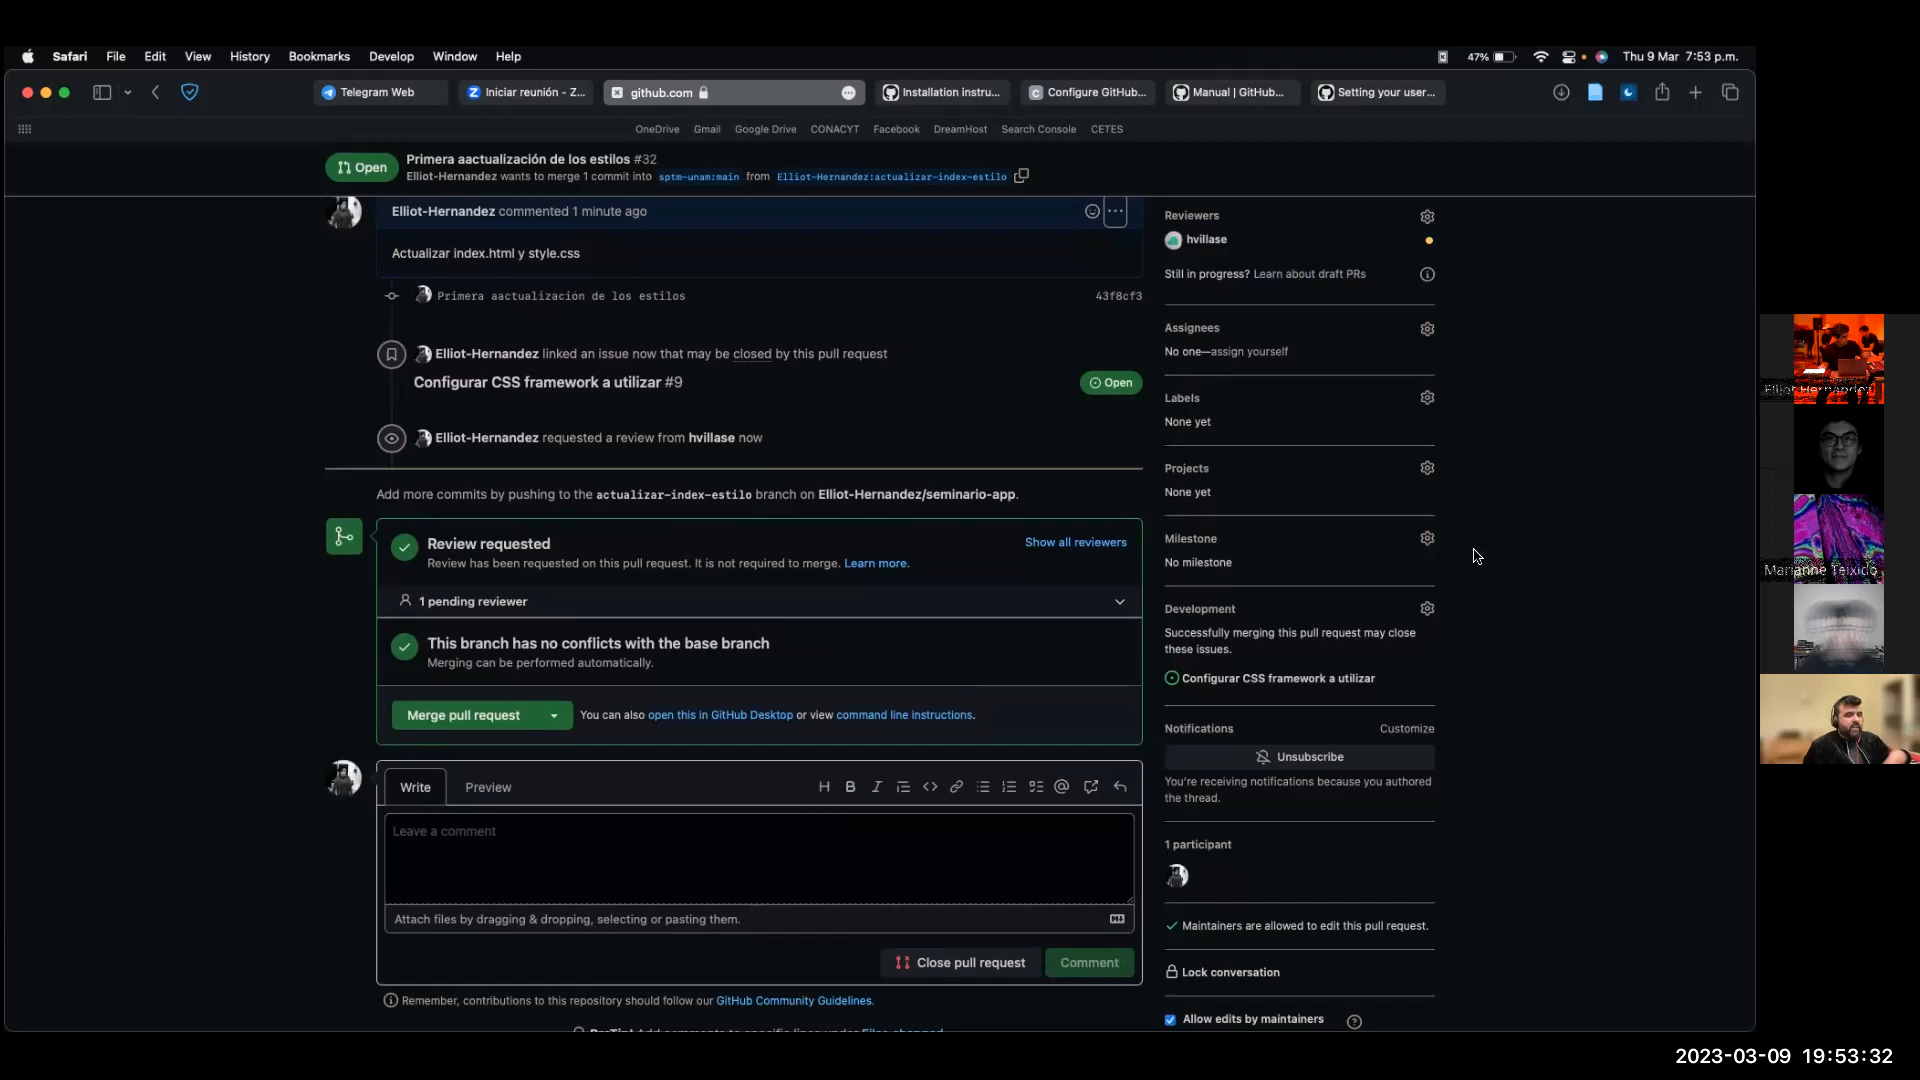 Safari File Edit View History Bookmarks Develop Window Help 47% Thu 9 Mar 7:53 p.m.
Telegram Web Iniciar reunión - Z... github.com Installation instru... Configure GitHub... Manual | GitHub... Setting your user...
OneDrive Gmail Google Drive CONACYT Facebook DreamHost Search Console CETES
Open Primera aactualización de los estilos #32
Elliot-Hernandez wants to merge 1 commit into sptm-unam:main from Elliot-Hernandez:actualizar-index-estilo
Elliot-Hernandez commented 1 minute ago
Actualizar index.html y style.css
Primera aactualización de los estilos 43f8cf3
Elliot-Hernandez linked an issue now that may be closed by this pull request
Configurar CSS framework a utilizar #9 Open
Elliot-Hernandez requested a review from hvillase now
Add more commits by pushing to the actualizar-index-estilo branch on Elliot-Hernandez/seminario-app.
Review requested Show all reviewers
Review has been requested on this pull request. It is not required to merge. Learn more.
1 pending reviewer
This branch has no conflicts with the base branch
Merging can be performed automatically.
Merge pull request You can also open this in GitHub Desktop or view command line instructions.
Write Preview
Leave a comment
Attach files by dragging & dropping, selecting or pasting them.
Close pull request Comment
Remember, contributions to this repository should follow our GitHub Community Guidelines.
ProTip! Add comments to specific lines under Files changed.
Reviewers
hvillase
Still in progress? Learn about draft PRs
Assignees
No one—assign yourself
Labels
None yet
Projects
None yet
Milestone
No milestone
Development
Successfully merging this pull request may close
these issues.
Configurar CSS framework a utilizar
Notifications Customize
Unsubscribe
You're receiving notifications because you authored
the thread.
1 participant
Maintainers are allowed to edit this pull request.
Lock conversation
Allow edits by maintainers
Elliot Hernandez
Marianne Teixido
2023-03-09 19:53:32